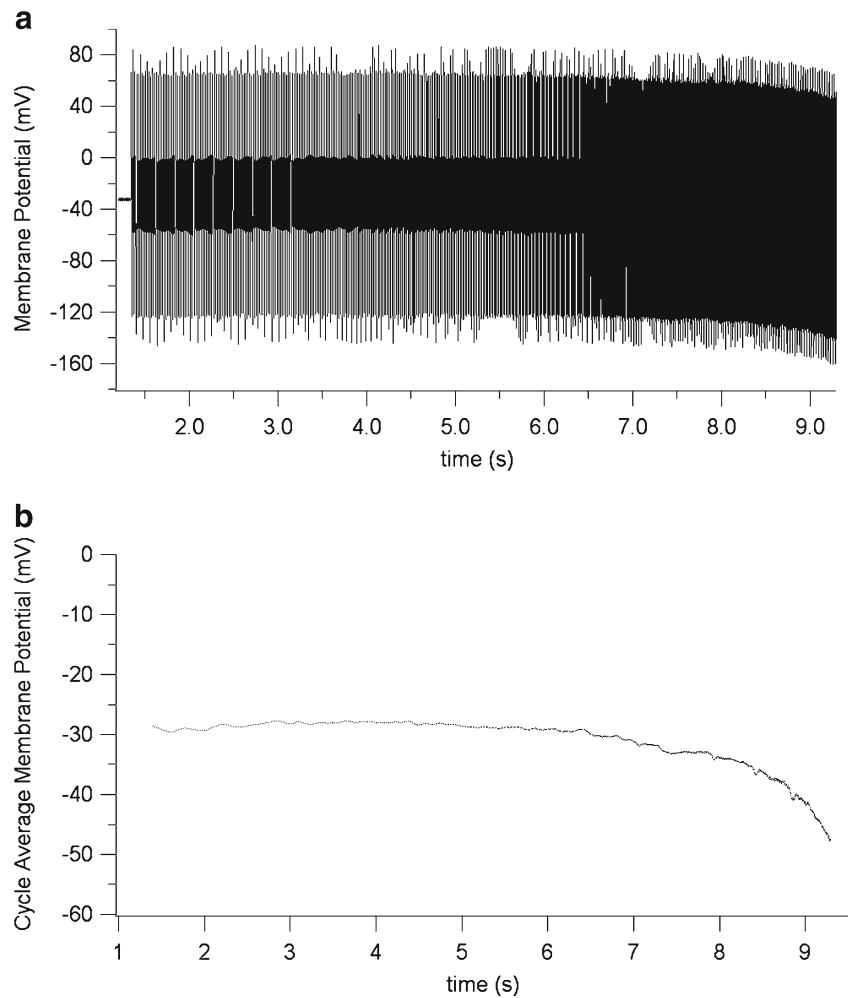 a
Membrane Potential (mV)
80
40
0
-40
-80
-120
-160
2.0 3.0 4.0 5.0 6.0 7.0 8.0 9.0
time (s)
b
Cycle Average Membrane Potential (mV)
0
-10
-20
-30
-40
-50
-60
1 2 3 4 5 6 7 8 9
time (s)